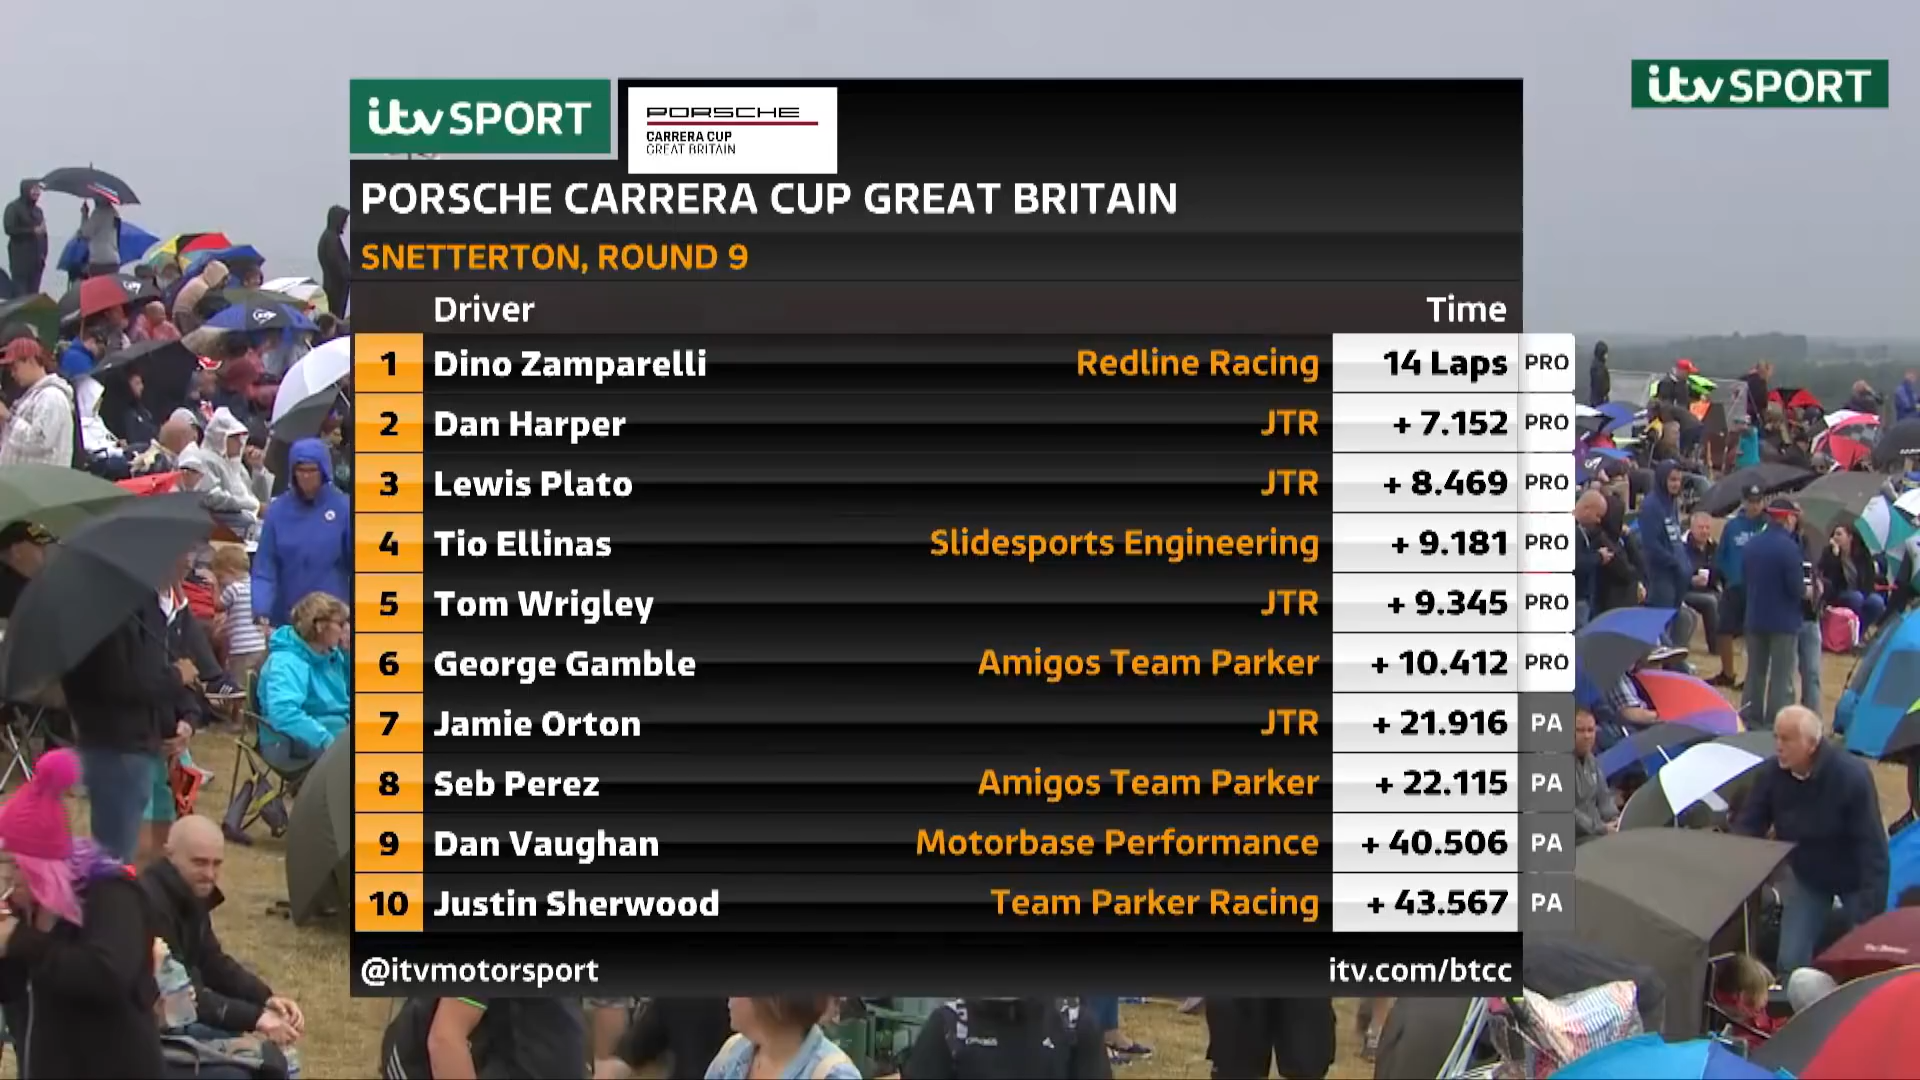 itv SPORT
PORSCHE
CARRERA CUP
GREAT BRITAIN
itv SPORT
PORSCHE CARRERA CUP GREAT BRITAIN
SNETTERTON, ROUND 9
Driver Time
1 Dino Zamparelli Redline Racing 14 Laps PRO
2 Dan Harper JTR + 7.152 PRO
3 Lewis Plato JTR + 8.469 PRO
4 Tio Ellinas Slidesports Engineering + 9.181 PRO
5 Tom Wrigley JTR + 9.345 PRO
6 George Gamble Amigos Team Parker + 10.412 PRO
7 Jamie Orton JTR + 21.916 PA
8 Seb Perez Amigos Team Parker + 22.115 PA
9 Dan Vaughan Motorbase Performance + 40.506 PA
10 Justin Sherwood Team Parker Racing + 43.567 PA
@itvmotorsport itv.com/btcc